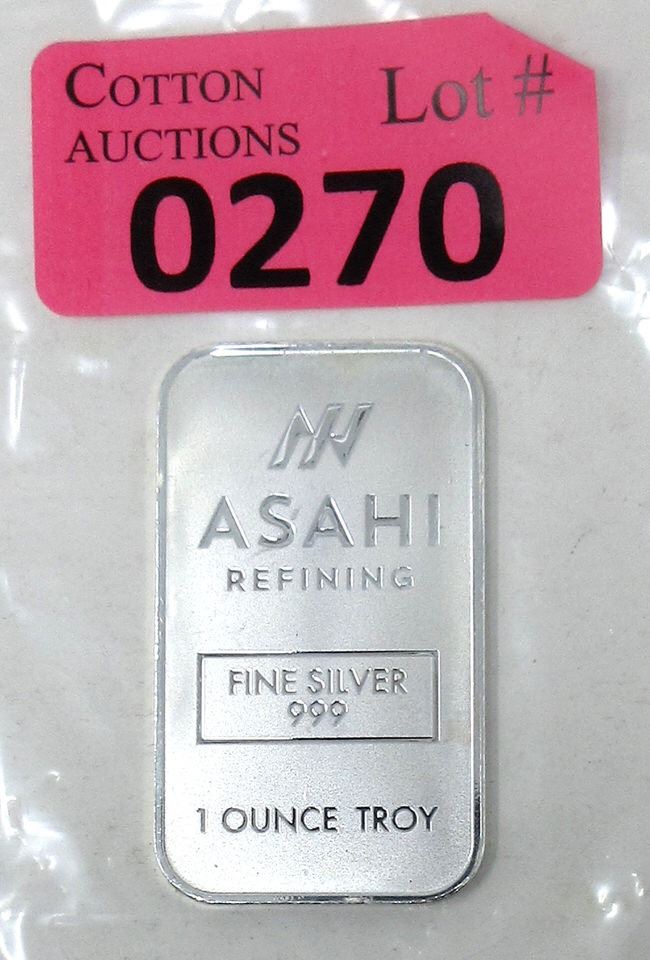 COTTON
AUCTIONS
Lot #
0270
ASAHI
REFINING
FINE SILVER
999
1 OUNCE TROY